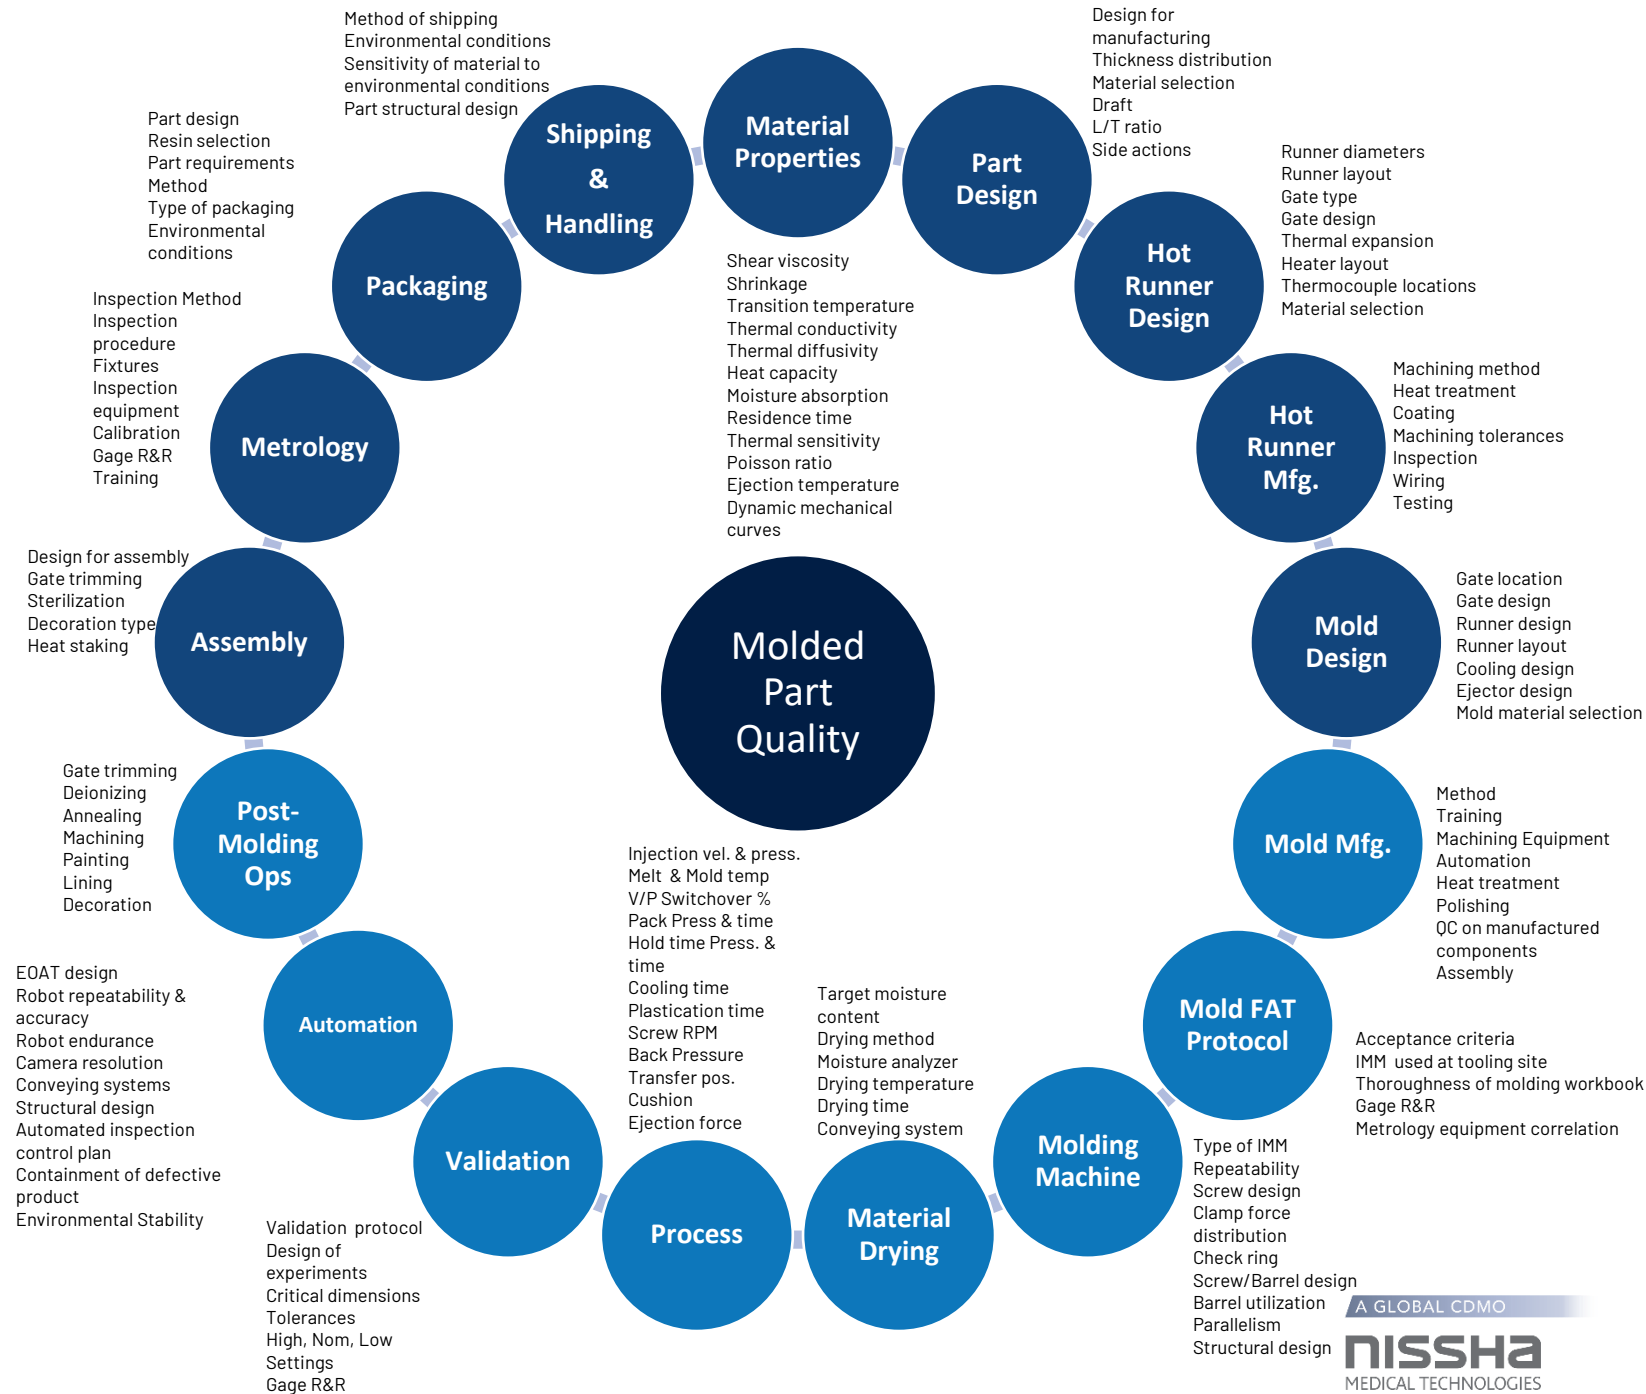 Method of shipping
Environmental conditions
Sensitivity of material to
environmental conditions
Part structural design
Shipping
&
Handling
Material
Properties
Shear viscosity
Shrinkage
Transition temperature
Thermal conductivity
Thermal diffusivity
Heat capacity
Moisture absorption
Residence time
Thermal sensitivity
Poisson ratio
Ejection temperature
Dynamic mechanical
curves
Part
Design
Design for
manufacturing
Thickness distribution
Material selection
Draft
L/T ratio
Side actions
Hot
Runner
Design
Runner diameters
Runner layout
Gate type
Gate design
Thermal expansion
Heater layout
Thermocouple locations
Material selection
Hot
Runner
Mfg.
Machining method
Heat treatment
Coating
Machining tolerances
Inspection
Wiring
Testing
Mold
Design
Gate location
Gate design
Runner design
Runner layout
Cooling design
Ejector design
Mold material selection
Mold Mfg.
Method
Training
Machining Equipment
Automation
Heat treatment
Polishing
QC on manufactured
components
Assembly
Mold FAT
Protocol
Acceptance criteria
IMM used at tooling site
Thoroughness of molding workbook
Gage R&R
Metrology equipment correlation
Molding
Machine
Type of IMM
Repeatability
Screw design
Clamp force
distribution
Check ring
Screw/Barrel design
Barrel utilization
Parallelism
Structural design
Material
Drying
Target moisture
content
Drying method
Moisture analyzer
Drying temperature
Drying time
Conveying system
Process
Injection vel. & press.
Melt & Mold temp
V/P Switchover %
Pack Press & time
Hold time Press. &
time
Cooling time
Plastication time
Screw RPM
Back Pressure
Transfer pos.
Cushion
Ejection force
Validation
Validation protocol
Design of
experiments
Critical dimensions
Tolerances
High, Nom, Low
Settings
Gage R&R
Automation
EOAT design
Robot repeatability &
accuracy
Robot endurance
Camera resolution
Conveying systems
Structural design
Automated inspection
control plan
Containment of defective
product
Environmental Stability
Post-
Molding
Ops
Gate trimming
Deionizing
Annealing
Machining
Painting
Lining
Decoration
Assembly
Design for assembly
Gate trimming
Sterilization
Decoration type
Heat staking
Metrology
Inspection Method
Inspection
procedure
Fixtures
Inspection
equipment
Calibration
Gage R&R
Training
Packaging
Part design
Resin selection
Part requirements
Method
Type of packaging
Environmental
conditions
Molded
Part
Quality
A GLOBAL CDMO
nissha
MEDICAL TECHNOLOGIES